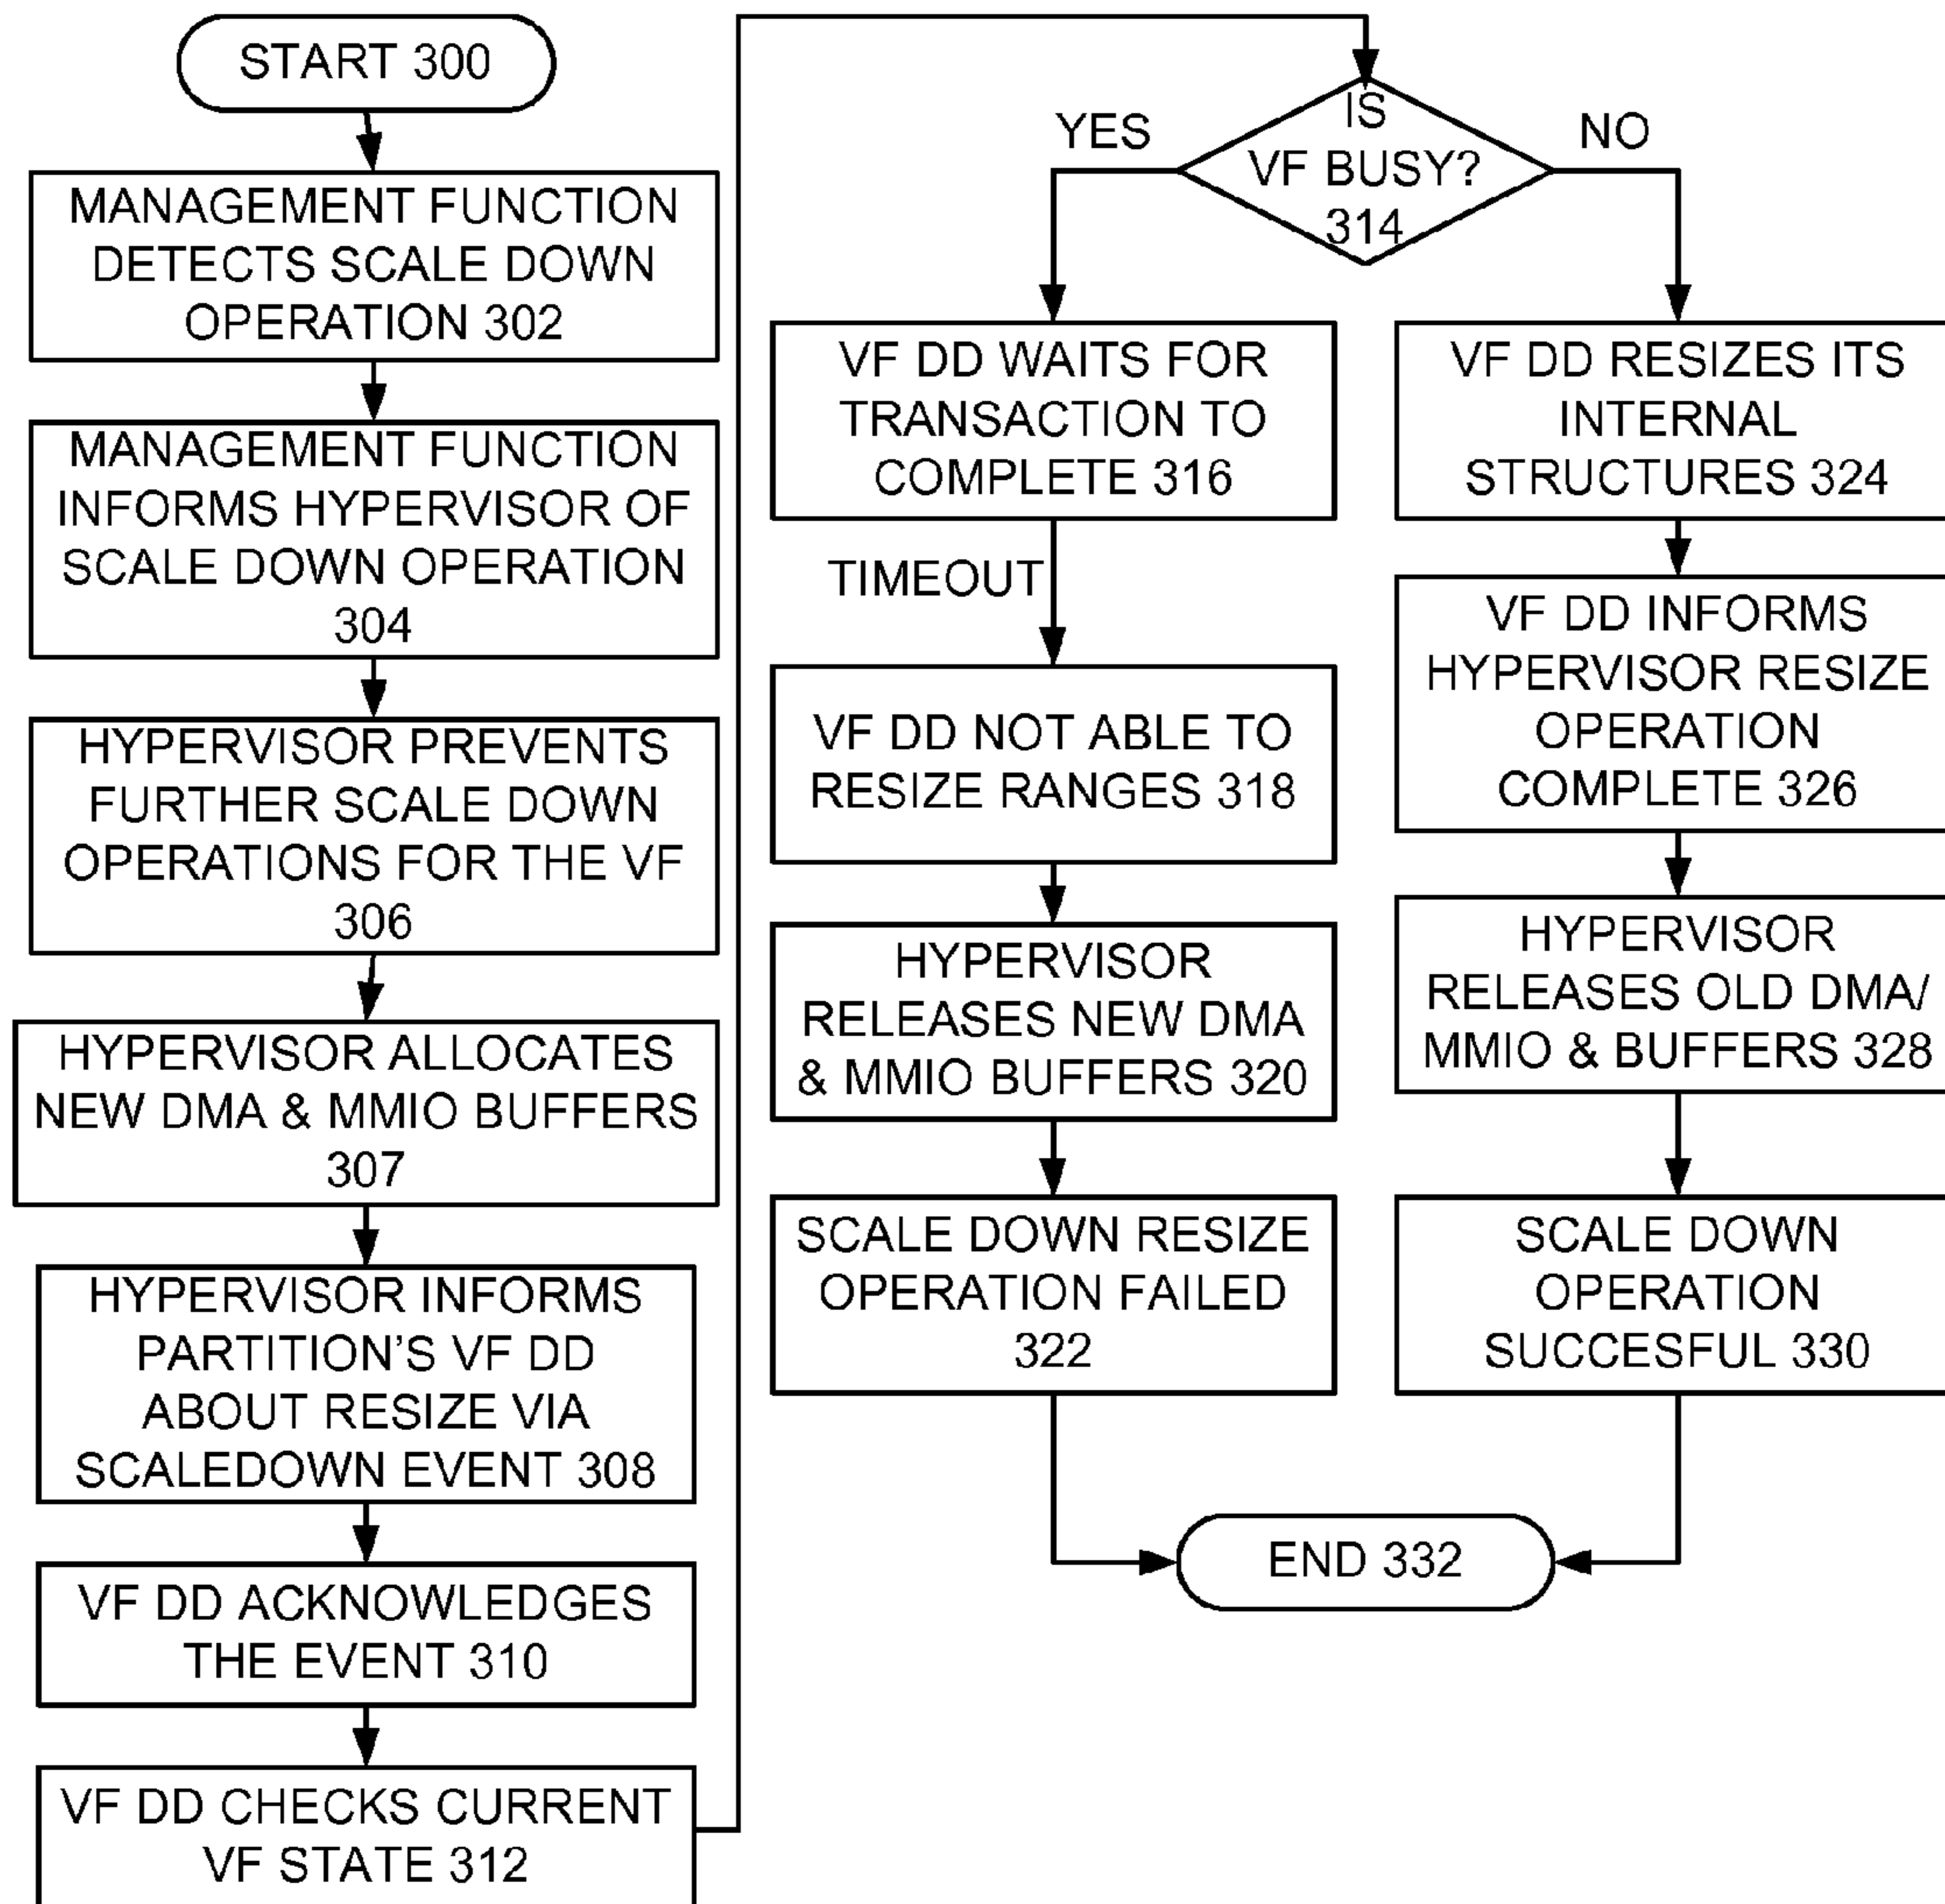 START 300
MANAGEMENT FUNCTION
DETECTS SCALE DOWN
OPERATION 302
MANAGEMENT FUNCTION
INFORMS HYPERVISOR OF
SCALE DOWN OPERATION
304
HYPERVISOR PREVENTS
FURTHER SCALE DOWN
OPERATIONS FOR THE VF
306
HYPERVISOR ALLOCATES
NEW DMA & MMIO BUFFERS
307
HYPERVISOR INFORMS
PARTITION'S VF DD
ABOUT RESIZE VIA
SCALEDOWN EVENT 308
VF DD ACKNOWLEDGES
THE EVENT 310
VF DD CHECKS CURRENT
VF STATE 312
IS
VF BUSY?
314
YES
NO
VF DD WAITS FOR
TRANSACTION TO
COMPLETE 316
TIMEOUT
VF DD NOT ABLE TO
RESIZE RANGES 318
HYPERVISOR
RELEASES NEW DMA
& MMIO BUFFERS 320
SCALE DOWN RESIZE
OPERATION FAILED
322
VF DD RESIZES ITS
INTERNAL
STRUCTURES 324
VF DD INFORMS
HYPERVISOR RESIZE
OPERATION
COMPLETE 326
HYPERVISOR
RELEASES OLD DMA/
MMIO & BUFFERS 328
SCALE DOWN
OPERATION
SUCCESFUL 330
END 332